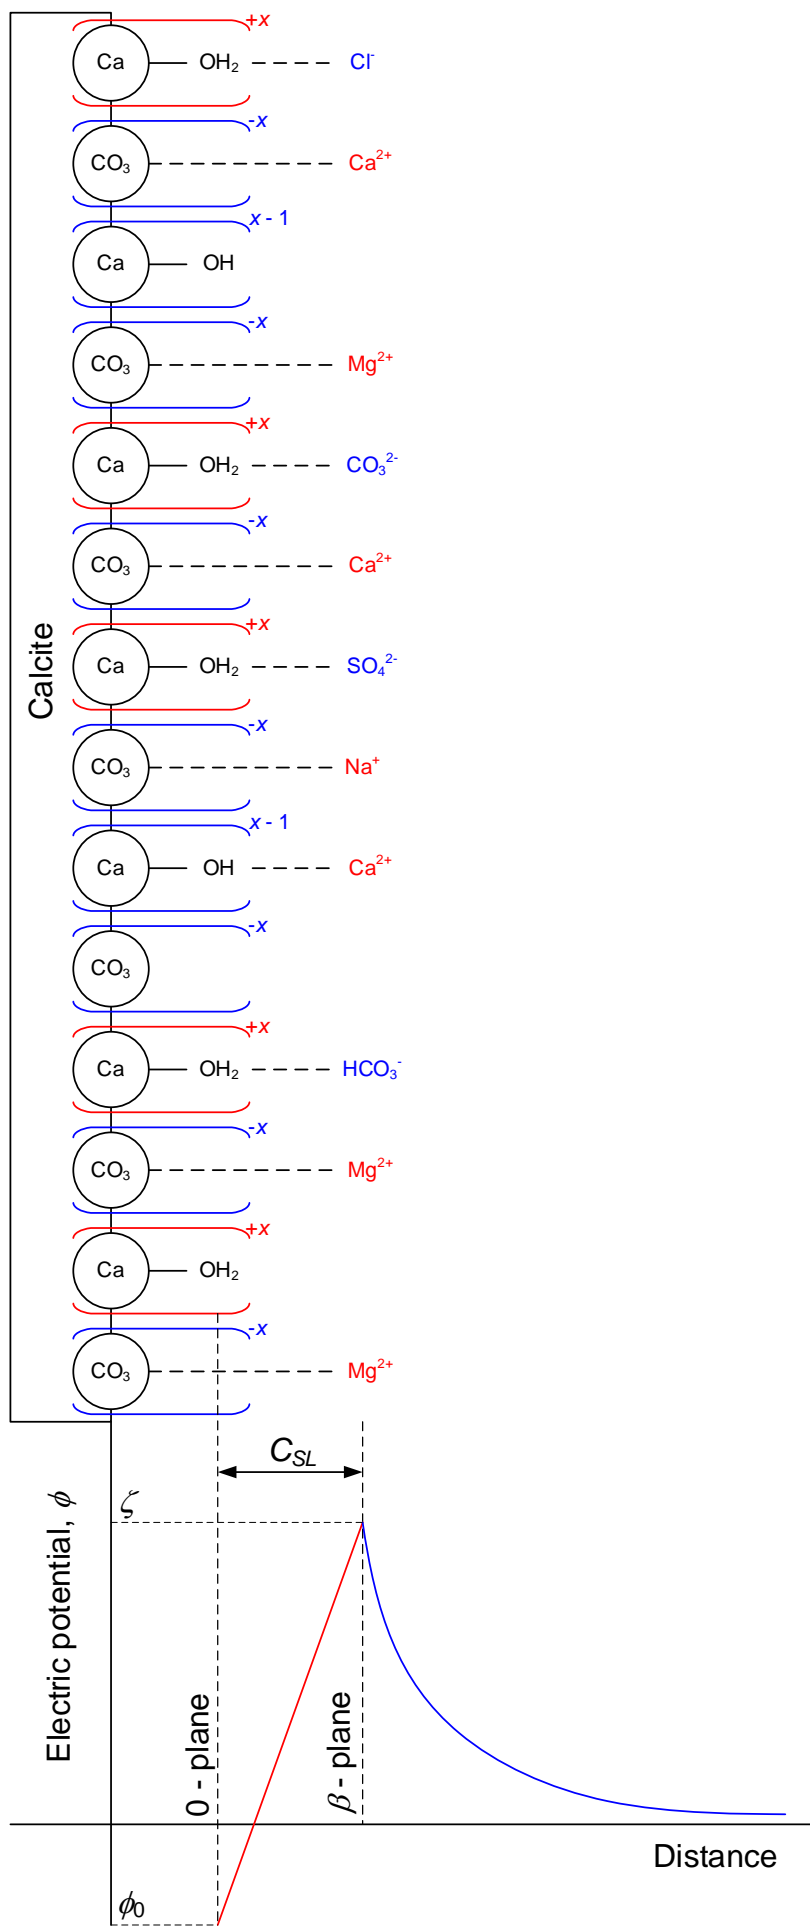 +x
Ca OH₂ Cl⁻
-x
CO₃ Ca²⁺
x - 1
Ca OH
-x
CO₃ Mg²⁺
+x
Ca OH₂ CO₃²⁻
-x
CO₃ Ca²⁺
+x
Calcite
Ca OH₂ SO₄²⁻
-x
CO₃ Na⁺
x - 1
Ca OH Ca²⁺
-x
CO₃
+x
Ca OH₂ HCO₃⁻
-x
CO₃ Mg²⁺
+x
Ca OH₂
-x
CO₃ Mg²⁺
C_SL
ζ
Electric potential, ϕ
0 - plane
β - plane
Distance
ϕ₀